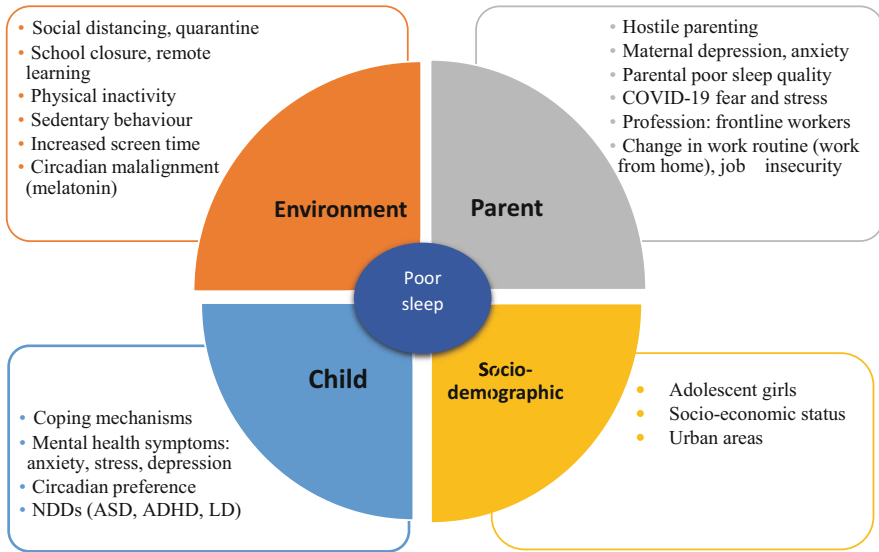 • Social distancing, quarantine
• School closure, remote
learning
• Physical inactivity
• Sedentary behaviour
• Increased screen time
• Circadian malalignment
(melatonin)
• Hostile parenting
• Maternal depression, anxiety
• Parental poor sleep quality
• COVID-19 fear and stress
• Profession: frontline workers
• Change in work routine (work
from home), job insecurity
Environment
Parent
Poor
sleep
Child
Socio-
demographic
• Coping mechanisms
• Mental health symptoms:
anxiety, stress, depression
• Circadian preference
• NDDs (ASD, ADHD, LD)
• Adolescent girls
• Socio-economic status
• Urban areas